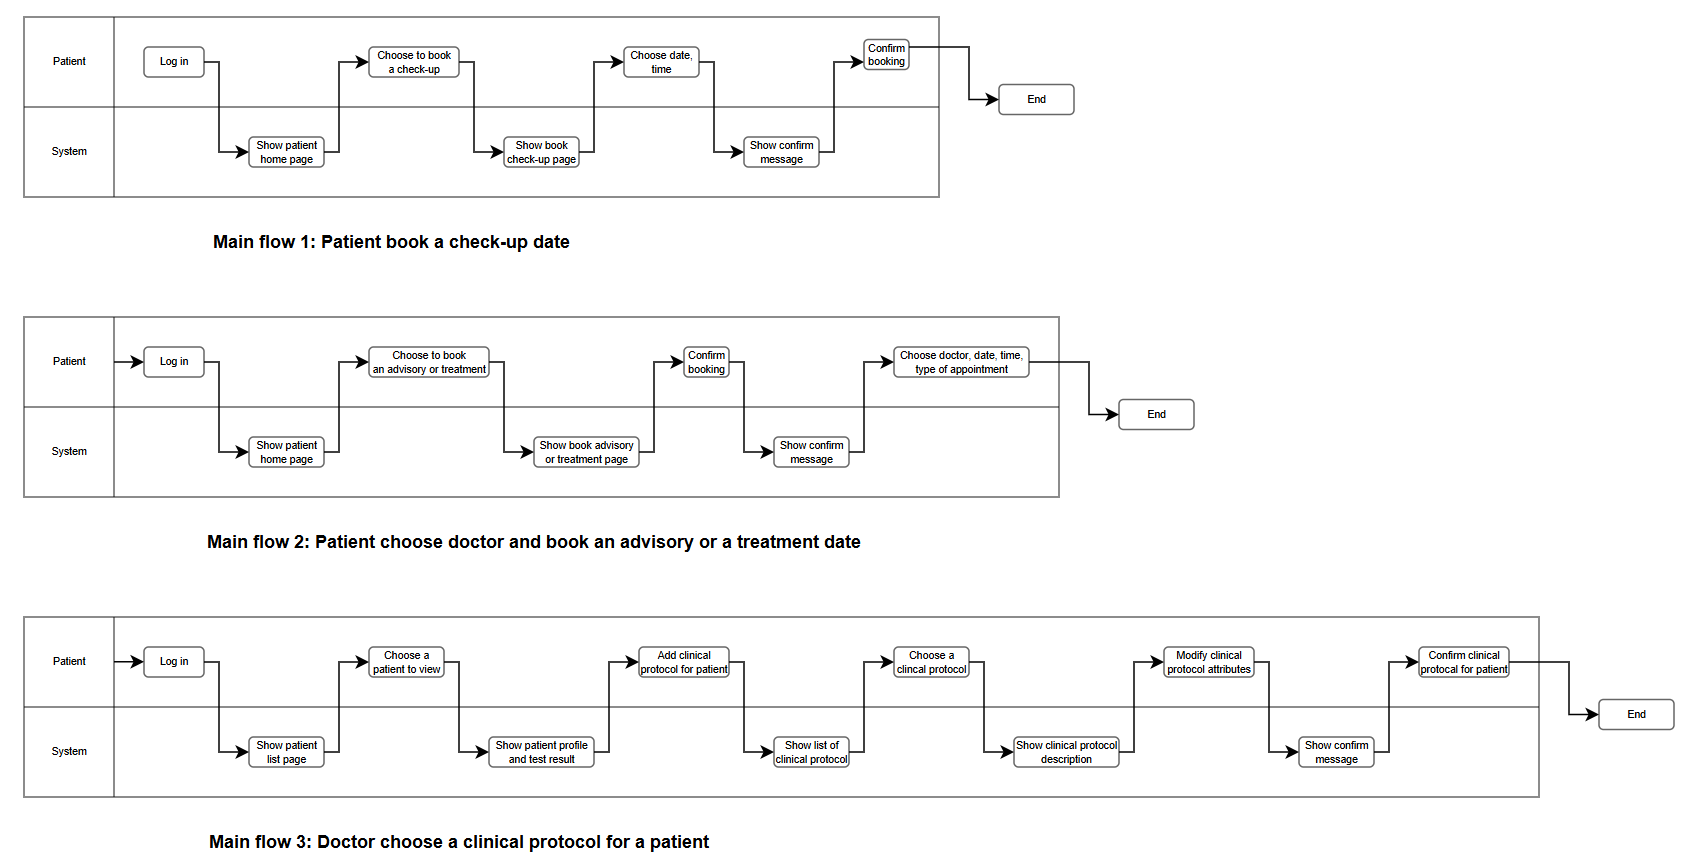 Patient
Log in
Choose to book
a check-up
Choose date,
time
Confirm
booking
End
System
Show patient
home page
Show book
check-up page
Show confirm
message
Main flow 1: Patient book a check-up date
Patient
Log in
Choose to book
an advisory or treatment
Confirm
booking
Choose doctor, date, time,
type of appointment
End
System
Show patient
home page
Show book advisory
or treatment page
Show confirm
message
Main flow 2: Patient choose doctor and book an advisory or a treatment date
Patient
Log in
Choose a
patient to view
Add clinical
protocol for patient
Choose a
clincal protocol
Modify clinical
protocol attributes
Confirm clinical
protocal for patient
End
System
Show patient
list page
Show patient profile
and test result
Show list of
clinical protocol
Show clinical protocol
description
Show confirm
message
Main flow 3: Doctor choose a clinical protocol for a patient